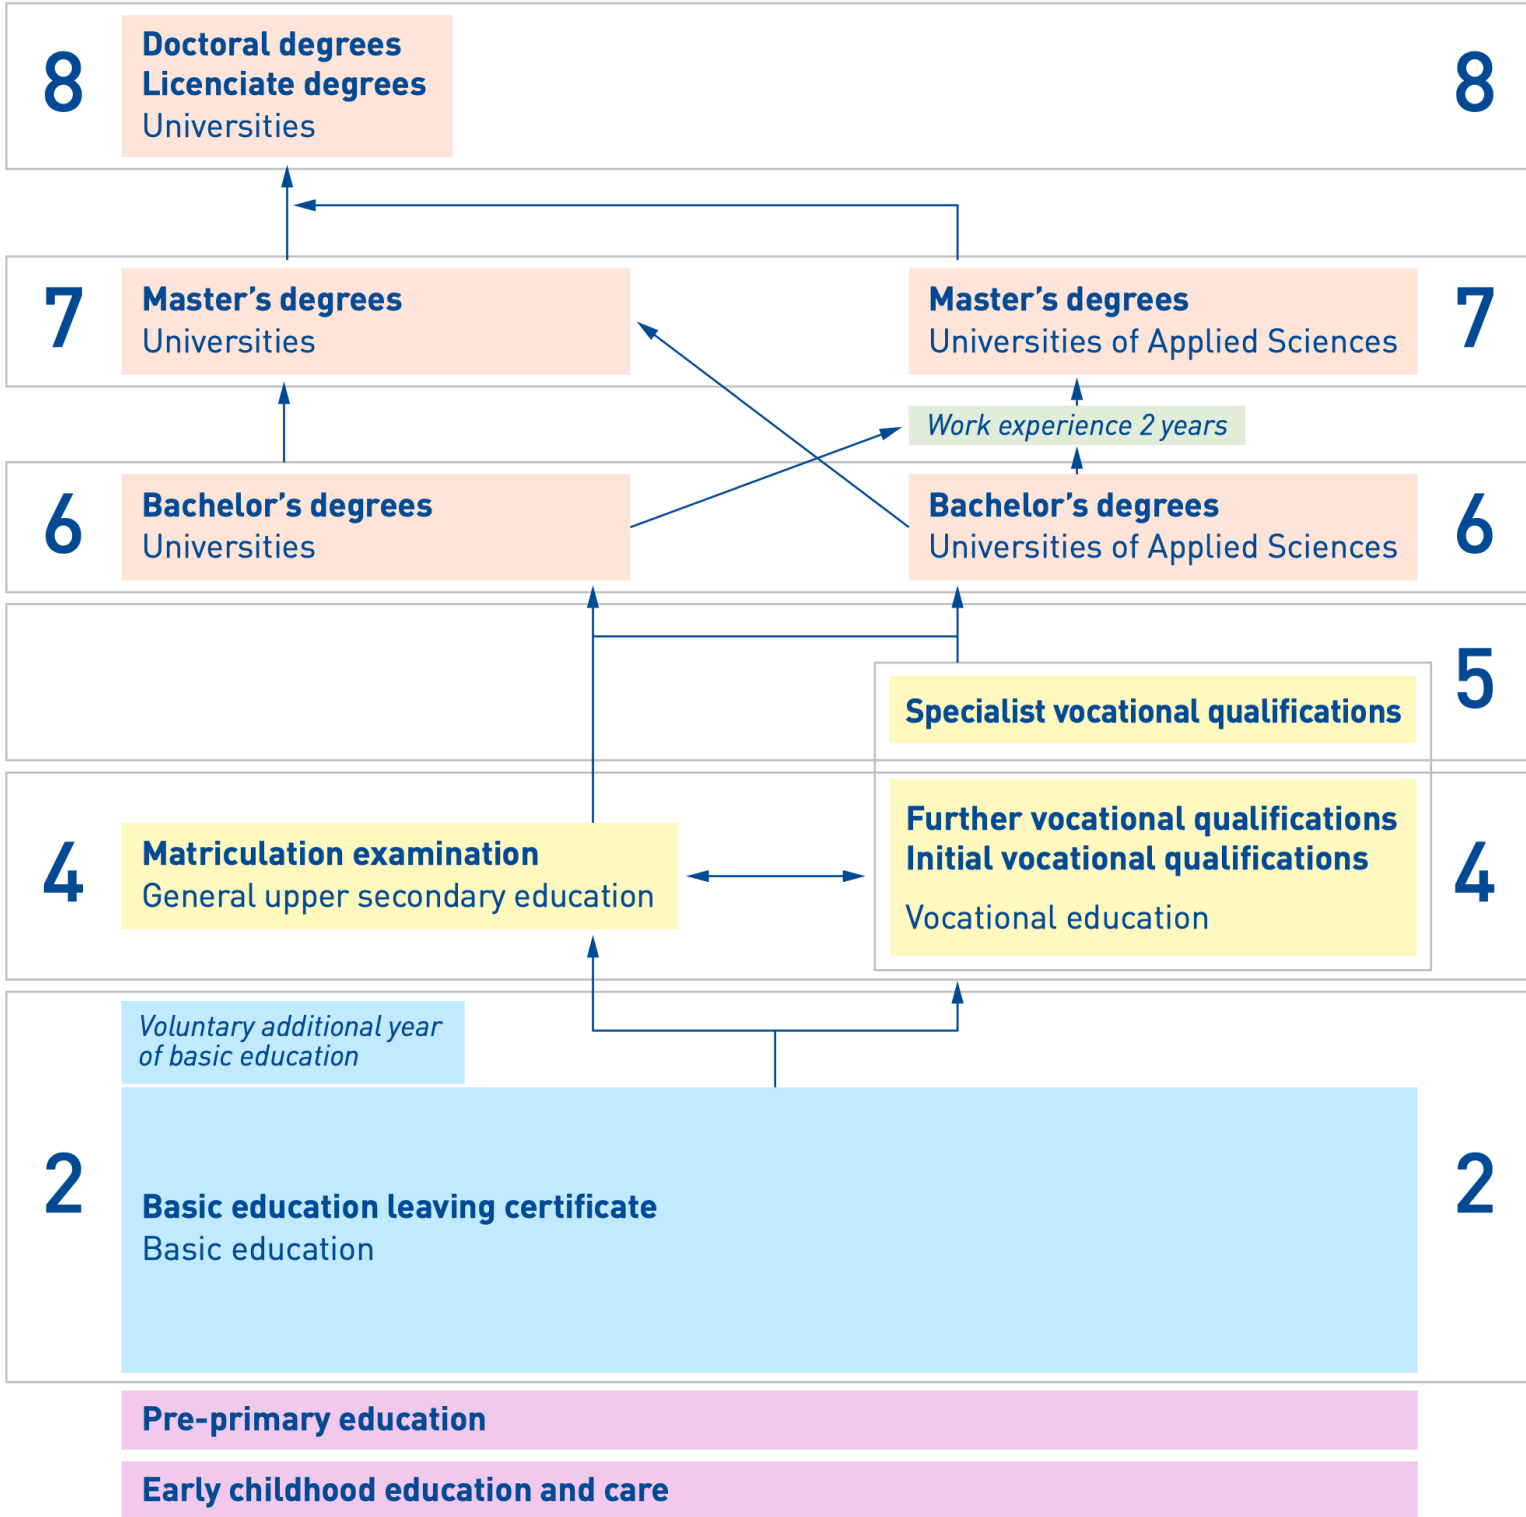 8
Doctoral degrees
Licenciate degrees
Universities
8
7
Master’s degrees
Universities
Master’s degrees
Universities of Applied Sciences
7
Work experience 2 years
6
Bachelor’s degrees
Universities
Bachelor’s degrees
Universities of Applied Sciences
6
5
Specialist vocational qualifications
4
Matriculation examination
General upper secondary education
Further vocational qualifications
Initial vocational qualifications
Vocational education
4
Voluntary additional year
of basic education
2
Basic education leaving certificate
Basic education
2
Pre-primary education
Early childhood education and care